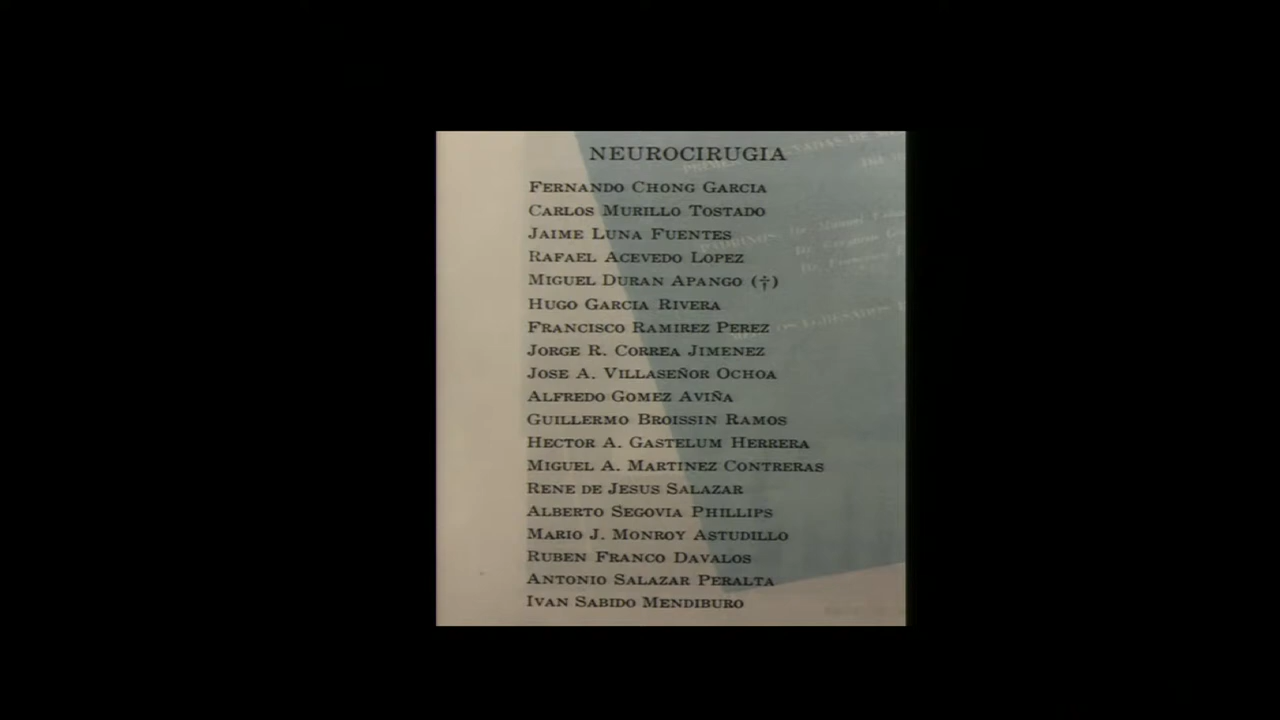 NEUROCIRUGIA
FERNANDO CHONG GARCIA
CARLOS MURILLO TOSTADO
JAIME LUNA FUENTES
RAFAEL ACEVEDO LOPEZ
MIGUEL DURAN APANGO (†)
HUGO GARCIA RIVERA
FRANCISCO RAMIREZ PEREZ
JORGE R. CORREA JIMENEZ
JOSE A. VILLASEÑOR OCHOA
ALFREDO GOMEZ AVIÑA
GUILLERMO BROISSIN RAMOS
HECTOR A. GASTELUM HERRERA
MIGUEL A. MARTINEZ CONTRERAS
RENE DE JESUS SALAZAR
ALBERTO SEGOVIA PHILLIPS
MARIO J. MONROY ASTUDILLO
RUBEN FRANCO DAVALOS
ANTONIO SALAZAR PERALTA
IVAN SABIDO MENDIBURO